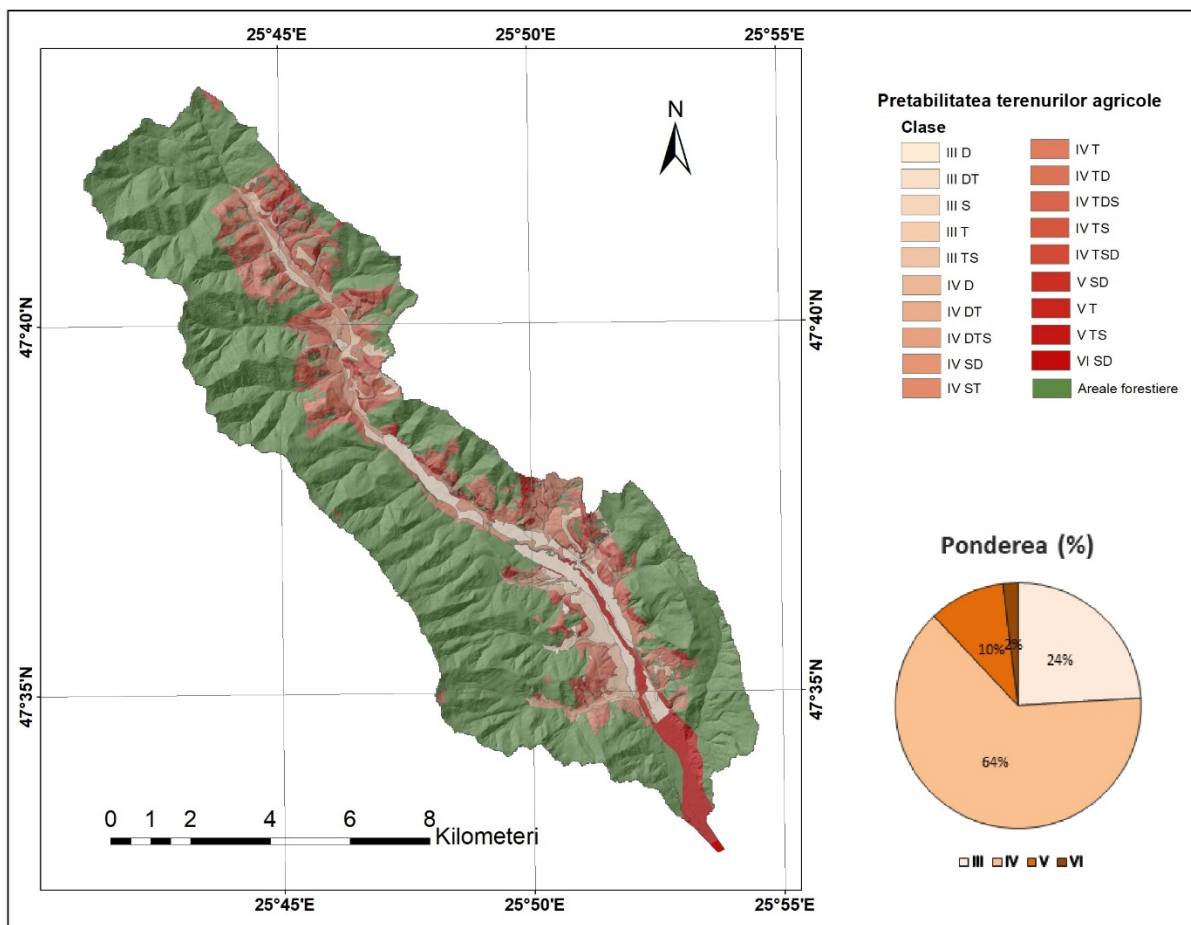 25°45'E
25°50'E
25°55'E
N
47°40'N
47°40'N
47°35'N
47°35'N
0 1 2 4 6 8
Kilometeri
25°45'E
25°50'E
25°55'E
Pretabilitatea terenurilor agricole
Clase
III D
III DT
III S
III T
III TS
IV D
IV DT
IV DTS
IV SD
IV ST
IV T
IV TD
IV TDS
IV TS
IV TSD
V SD
V T
V TS
VI SD
Areale forestiere
Ponderea (%)
10%
2%
24%
64%
III IV V VI